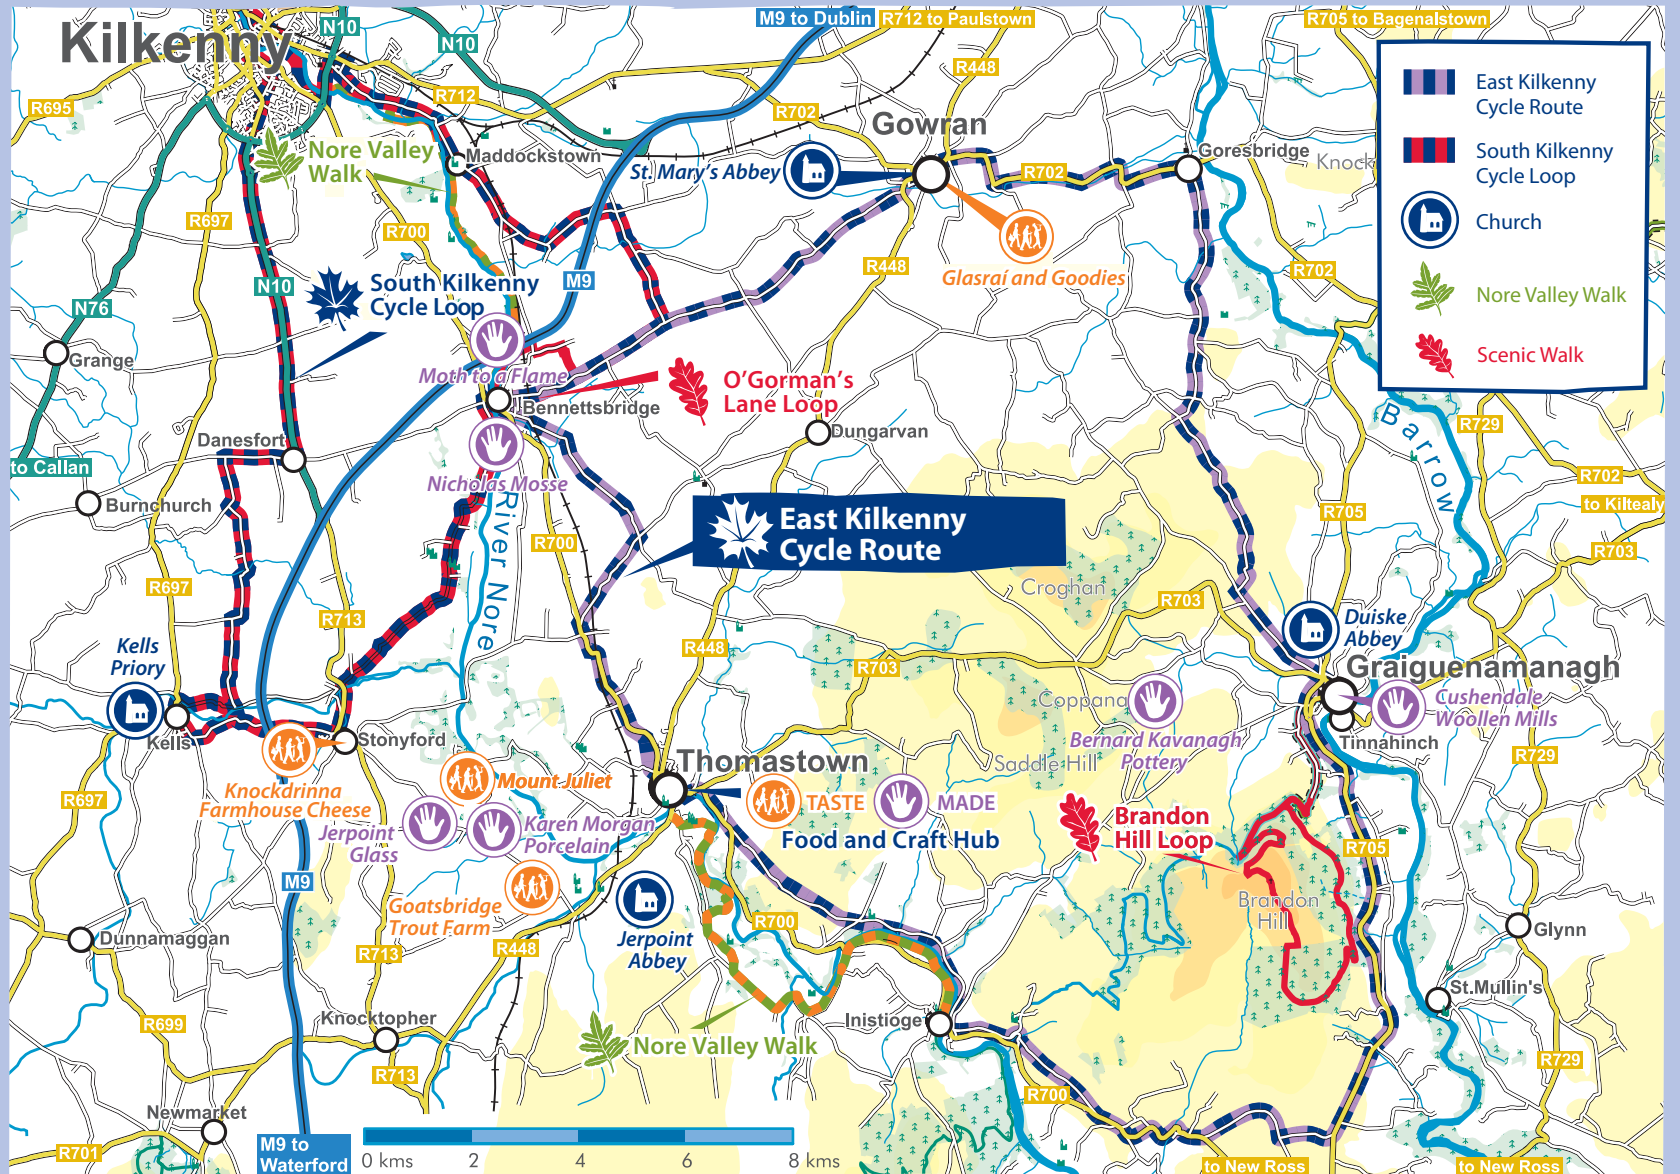 Kilkenny
N10
N10
M9 to Dublin
R712 to Paulstown
R705 to Bagenalstown
R448
R695
R712
R702
Gowran
East Kilkenny
Cycle Route
South Kilkenny
Cycle Loop
Church
Nore Valley Walk
Scenic Walk
Nore Valley
Walk
Maddockstown
St. Mary's Abbey
R702
Goresbridge
Knock
R697
R700
R448
Glasraí and Goodies
R702
N10
South Kilkenny
Cycle Loop
M9
N76
Grange
Moth to a Flame
O'Gorman's
Lane Loop
Bennettsbridge
Dungarvan
Barrow
R729
Danesfort
to Callan
Nicholas Mosse
R702
Burnchurch
River Nore
East Kilkenny
Cycle Route
R705
to Kiltealy
R700
R703
R697
R713
Croghan
R703
Kells
Priory
Duiske
Abbey
R448
R703
Graiguenamanagh
Coppana
Cushendale
Woollen Mills
Kells
Stonyford
Bernard Kavanagh
Pottery
Tinnahinch
Thomastown
Saddle Hill
R729
Knockdrinna
Farmhouse Cheese
Mount Juliet
TASTE
MADE
R697
Jerpoint
Glass
Karen Morgan
Porcelain
Food and Craft Hub
Brandon
Hill Loop
R705
M9
Goatsbridge
Trout Farm
Brandon
Hill
R700
Dunnamaggan
R713
R448
Jerpoint
Abbey
Glynn
St.Mullin's
R699
Knocktopher
Inistioge
Nore Valley Walk
R729
R713
R700
Newmarket
R701
M9 to
Waterford
0 kms
2
4
6
8 kms
to New Ross
to New Ross